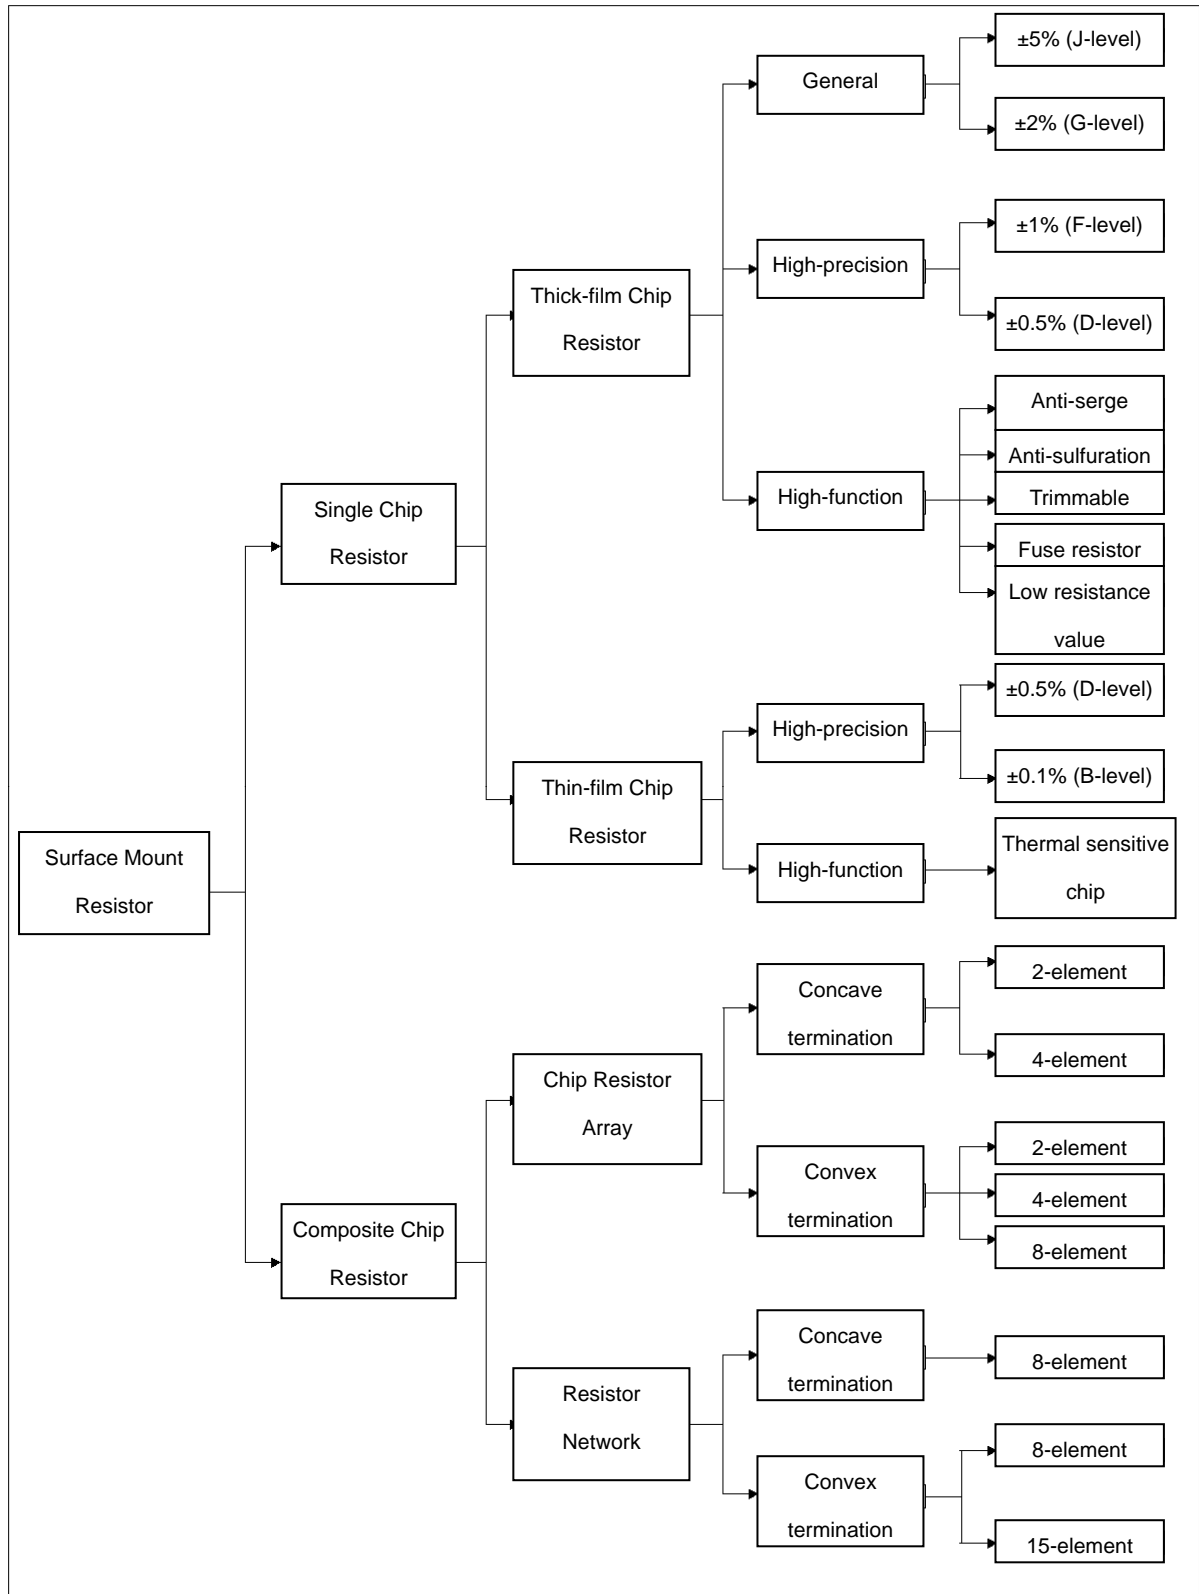 ±5% (J-level)
General
±2% (G-level)
±1% (F-level)
High-precision
Thick-film Chip
Resistor
±0.5% (D-level)
Anti-serge
Anti-sulfuration
High-function
Trimmable
Single Chip
Resistor
Fuse resistor
Low resistance
value
±0.5% (D-level)
High-precision
±0.1% (B-level)
Thin-film Chip
Resistor
Surface Mount
Resistor
High-function
Thermal sensitive
chip
Concave
termination
2-element
4-element
Chip Resistor
Array
2-element
Convex
termination
4-element
8-element
Composite Chip
Resistor
Concave
termination
8-element
Resistor
Network
8-element
Convex
termination
15-element